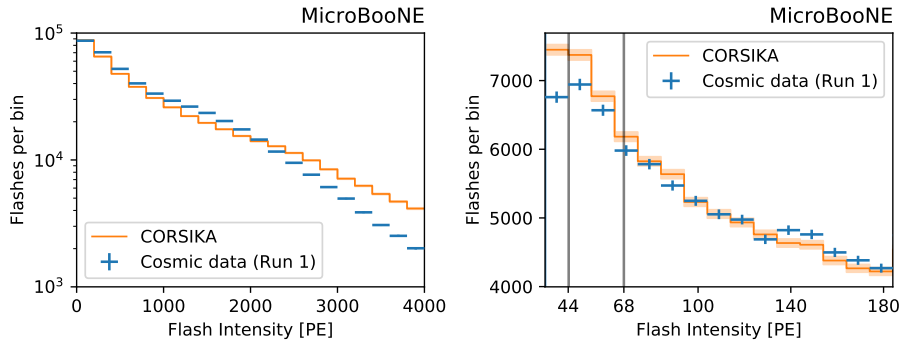 MicroBooNE
10^5
10^4
10^3
Flashes per bin
CORSIKA
Cosmic data (Run 1)
0 1000 2000 3000 4000
Flash Intensity [PE]
MicroBooNE
7000
6000
5000
4000
Flashes per bin
CORSIKA
Cosmic data (Run 1)
44 68 100 140 180
Flash Intensity [PE]